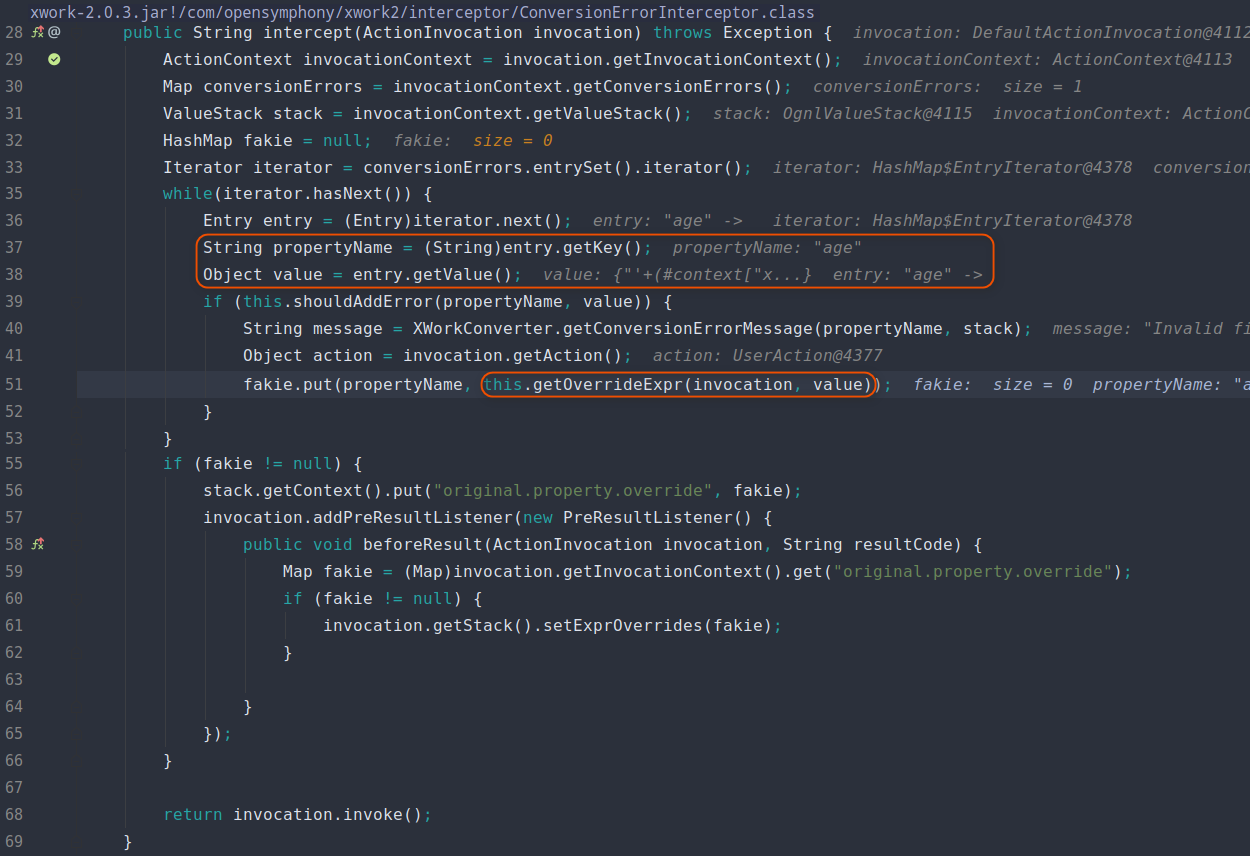 xwork-2.0.3.jar!/com/opensymphony/xwork2/interceptor/ConversionErrorInterceptor.class
28 @ public String intercept(ActionInvocation invocation) throws Exception { invocation: DefaultActionInvocation@4112
29 ActionContext invocationContext = invocation.getInvocationContext(); invocationContext: ActionContext@4113
30 Map conversionErrors = invocationContext.getConversionErrors(); conversionErrors: size = 1
31 ValueStack stack = invocationContext.getValueStack(); stack: OgnlValueStack@4115 invocationContext: ActionC
32 HashMap fakie = null; fakie: size = 0
33 Iterator iterator = conversionErrors.entrySet().iterator(); iterator: HashMap$EntryIterator@4378 conversion
35 while(iterator.hasNext()) {
36 Entry entry = (Entry)iterator.next(); entry: "age" -> iterator: HashMap$EntryIterator@4378
37 String propertyName = (String)entry.getKey(); propertyName: "age"
38 Object value = entry.getValue(); value: {"'+(#context["x...} entry: "age" ->
39 if (this.shouldAddError(propertyName, value)) {
40 String message = XWorkConverter.getConversionErrorMessage(propertyName, stack); message: "Invalid fi
41 Object action = invocation.getAction(); action: UserAction@4377
51 fakie.put(propertyName, this.getOverrideExpr(invocation, value)); fakie: size = 0 propertyName: "a
52 }
53 }
55 if (fakie != null) {
56 stack.getContext().put("original.property.override", fakie);
57 invocation.addPreResultListener(new PreResultListener() {
58 public void beforeResult(ActionInvocation invocation, String resultCode) {
59 Map fakie = (Map)invocation.getInvocationContext().get("original.property.override");
60 if (fakie != null) {
61 invocation.getStack().setExprOverrides(fakie);
62 }
63
64 }
65 });
66 }
67
68 return invocation.invoke();
69 }